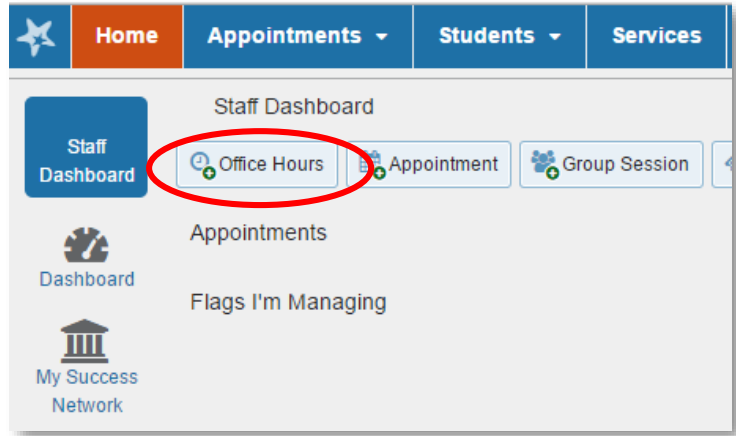 Home Appointments Students Services
Staff Dashboard
Staff
Dashboard
Office Hours Appointment Group Session
Appointments
Dashboard
Flags I'm Managing
My Success
Network